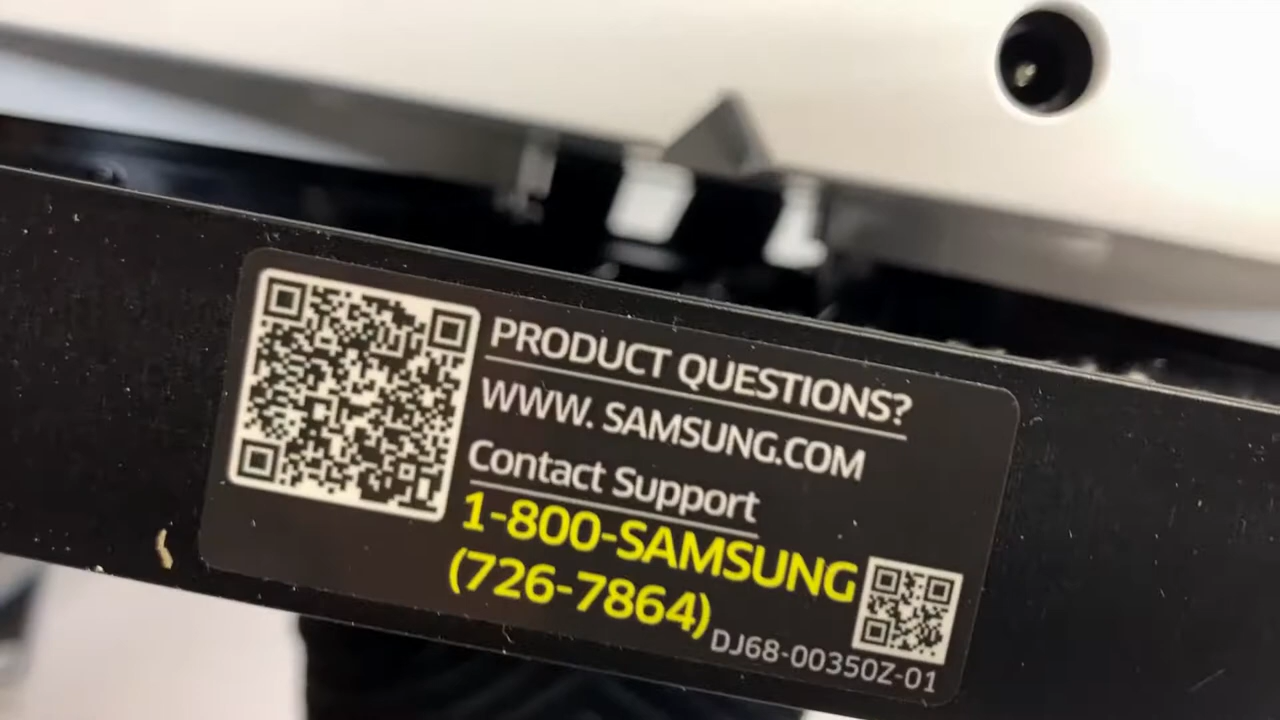 PRODUCT QUESTIONS?
WWW. SAMSUNG.COM
Contact Support
1-800-SAMSUNG
(726-7864)
DJ68-00350Z-01